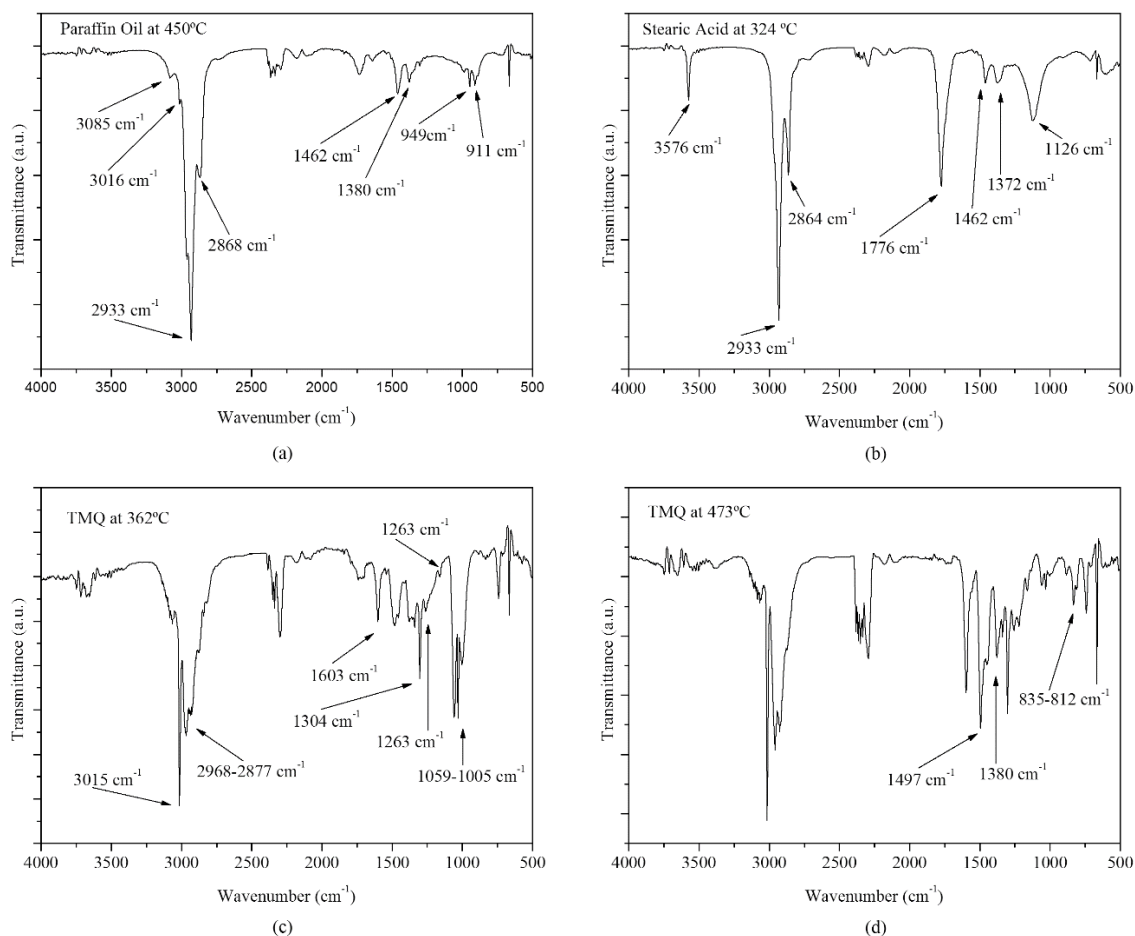 Paraffin Oil at 450ºC
3085 cm-1
3016 cm-1
2868 cm-1
2933 cm-1
1462 cm-1
1380 cm-1
949cm-1
911 cm-1
Transmittance (a.u.)
4000 3500 3000 2500 2000 1500 1000 500
Wavenumber (cm-1)
(a)
Stearic Acid at 324 ºC
3576 cm-1
2864 cm-1
2933 cm-1
1776 cm-1
1462 cm-1
1372 cm-1
1126 cm-1
Transmittance (a.u.)
4000 3500 3000 2500 2000 1500 1000 500
Wavenumber (cm-1)
(b)
TMQ at 362ºC
1263 cm-1
1603 cm-1
1304 cm-1
1263 cm-1
2968-2877 cm-1
3015 cm-1
1059-1005 cm-1
Transmittance (a.u.)
4000 3500 3000 2500 2000 1500 1000 500
Wavenumber (cm-1)
(c)
TMQ at 473ºC
835-812 cm-1
1497 cm-1
1380 cm-1
Transmittance (a.u.)
4000 3500 3000 2500 2000 1500 1000 500
Wavenumber (cm-1)
(d)